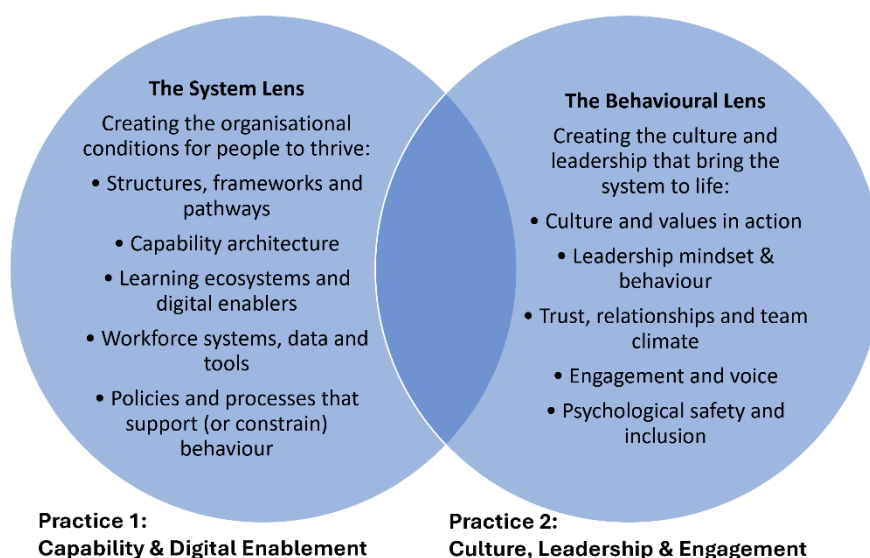 The System Lens
Creating the organisational
conditions for people to thrive:
• Structures, frameworks and
pathways
• Capability architecture
• Learning ecosystems and
digital enablers
• Workforce systems, data and
tools
• Policies and processes that
support (or constrain)
behaviour
The Behavioural Lens
Creating the culture and
leadership that bring the
system to life:
• Culture and values in action
• Leadership mindset &
behaviour
• Trust, relationships and team
climate
• Engagement and voice
• Psychological safety and
inclusion
Practice 1:
Capability & Digital Enablement
Practice 2:
Culture, Leadership & Engagement